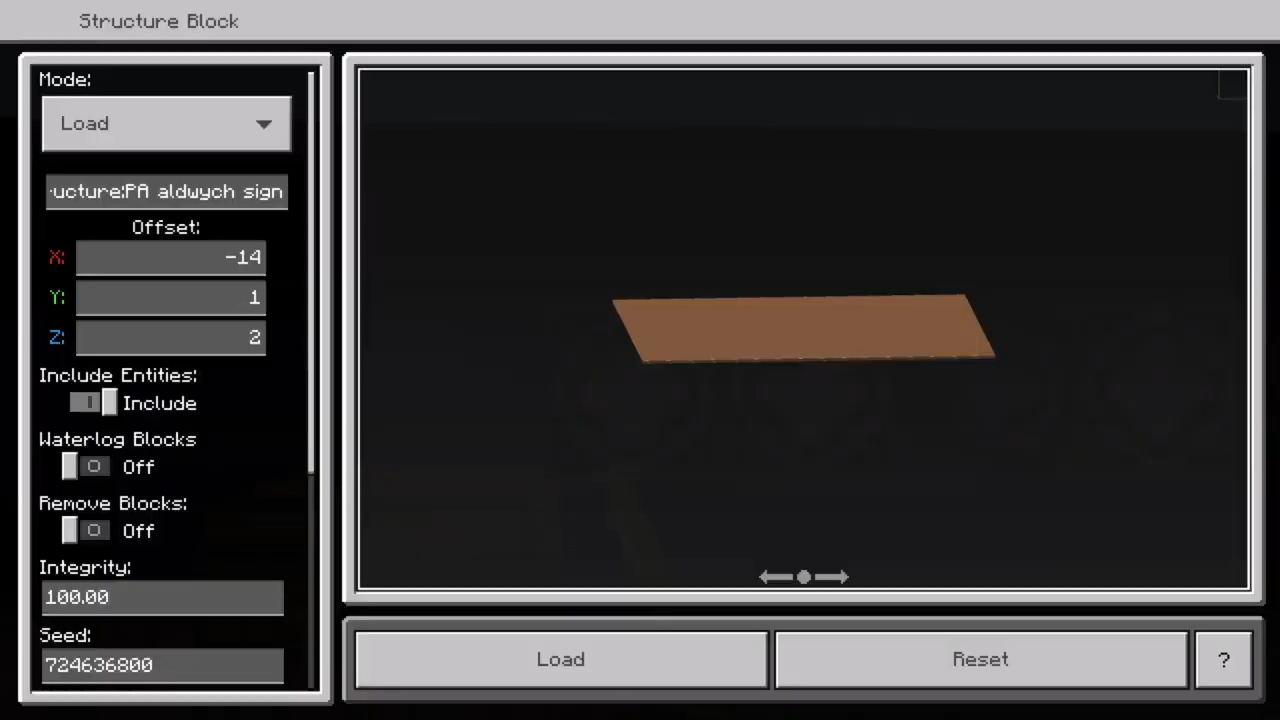 Structure Block
Mode:
Load
ucture:PA aldwych sign
Offset:
X: -14
Y: 1
Z: 2
Include Entities:
Include
Waterlog Blocks
Off
Remove Blocks:
Off
Integrity:
100.00
Seed:
724636800
Load
Reset
?